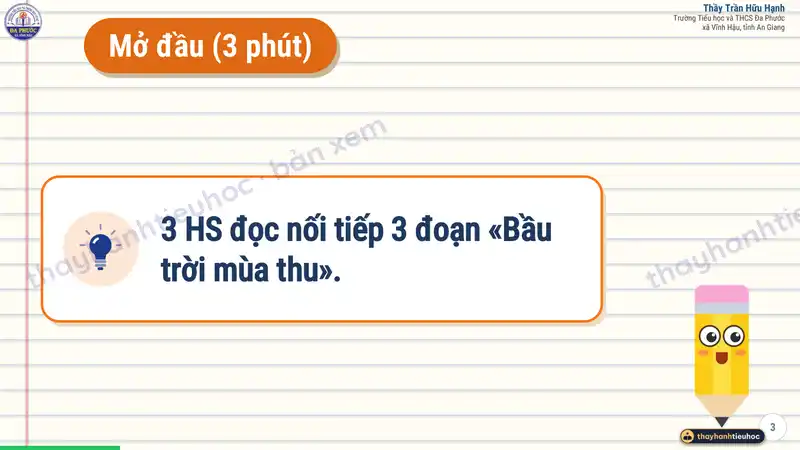 ĐA PHƯỚC
Mở đầu (3 phút)
Thầy Trần Hữu Hạnh
Trường Tiểu học và THCS Đa Phước
xã Vĩnh Hậu, tỉnh An Giang
thayhanhtieuhoc · bản xem
3 HS đọc nối tiếp 3 đoạn «Bầu
trời mùa thu».
thayhanhtie
3
thayhanhtieuhoc